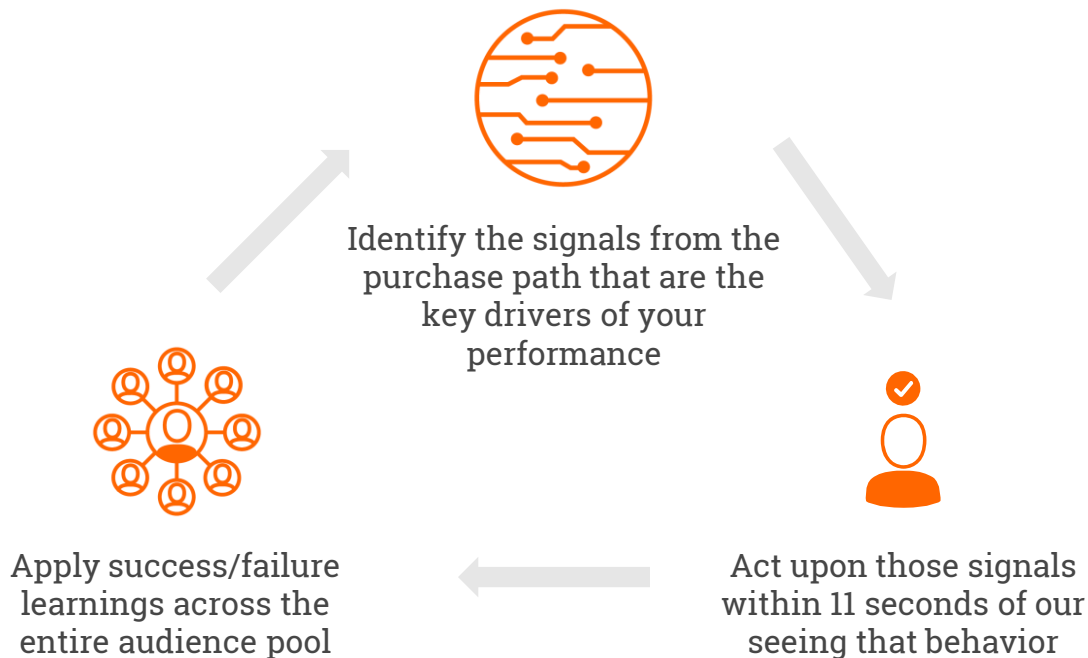 Identify the signals from the
purchase path that are the
key drivers of your
performance
Act upon those signals
within 11 seconds of our
seeing that behavior
Apply success/failure
learnings across the
entire audience pool